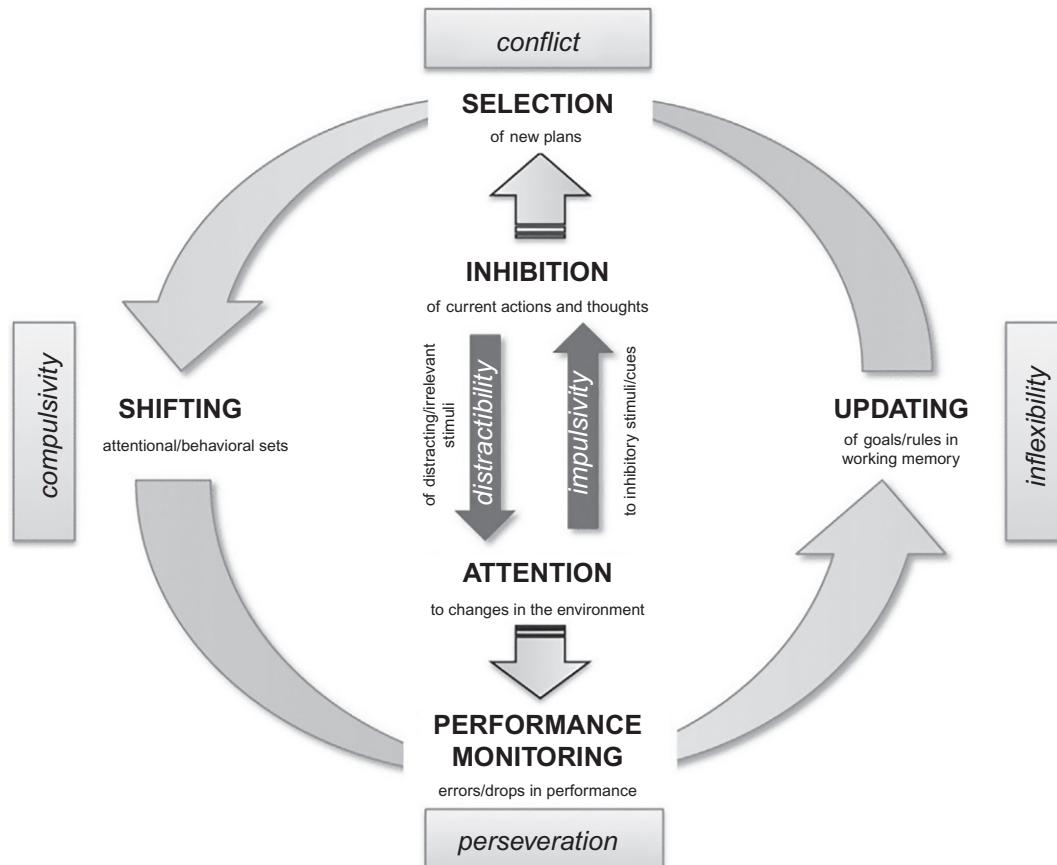 conflict
SELECTION
of new plans
INHIBITION
of current actions and thoughts
of distracting/irrelevant
stimuli
distractibility
impulsivity
to inhibitory stimuli/cues
compulsivity
SHIFTING
attentional/behavioral sets
UPDATING
of goals/rules in
working memory
inflexibility
ATTENTION
to changes in the environment
PERFORMANCE
MONITORING
errors/drops in performance
perseveration